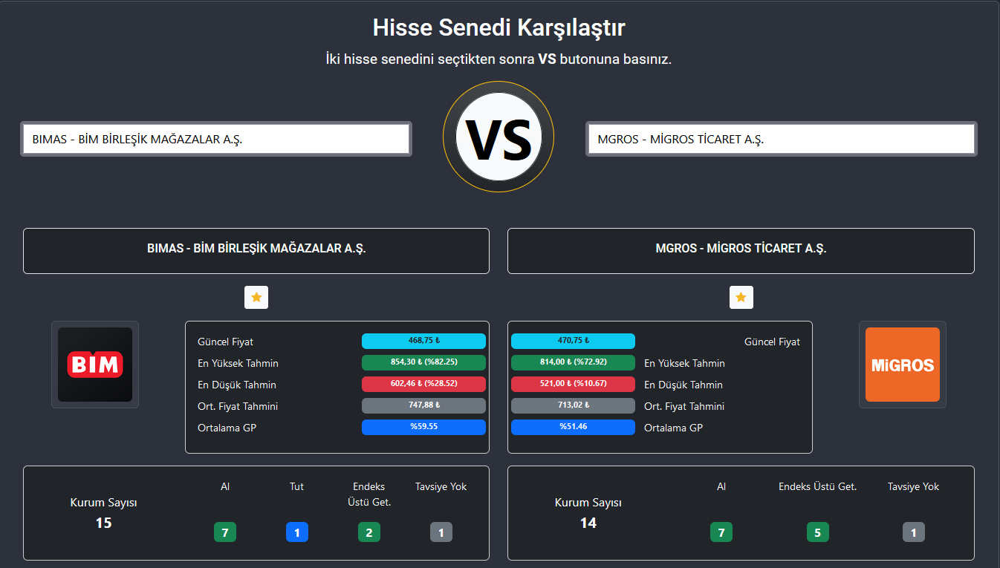 Hisse Senedi Karşılaştır
İki hisse senedini seçtikten sonra VS butonuna basınız.
BIMAS - BİM BİRLEŞİK MAĞAZALAR A.Ş.
VS
MGROS - MİGROS TİCARET A.Ş.
BIMAS - BİM BİRLEŞİK MAĞAZALAR A.Ş.
MGROS - MİGROS TİCARET A.Ş.
BİM
Güncel Fiyat 468,75 ₺
En Yüksek Tahmin 854,30 ₺ (%82.25)
En Düşük Tahmin 602,46 ₺ (%28.52)
Ort. Fiyat Tahmini 747,88 ₺
Ortalama GP %59.55
470,75 ₺ Güncel Fiyat
814,00 ₺ (%72.92) En Yüksek Tahmin
521,00 ₺ (%10.67) En Düşük Tahmin
713,02 ₺ Ort. Fiyat Tahmini
%51.46 Ortalama GP
MiGROS
Kurum Sayısı
15
Al
7
Tut
1
Endeks
Üstü Get.
2
Tavsiye Yok
1
Kurum Sayısı
14
Al
7
Endeks Üstü Get.
5
Tavsiye Yok
1